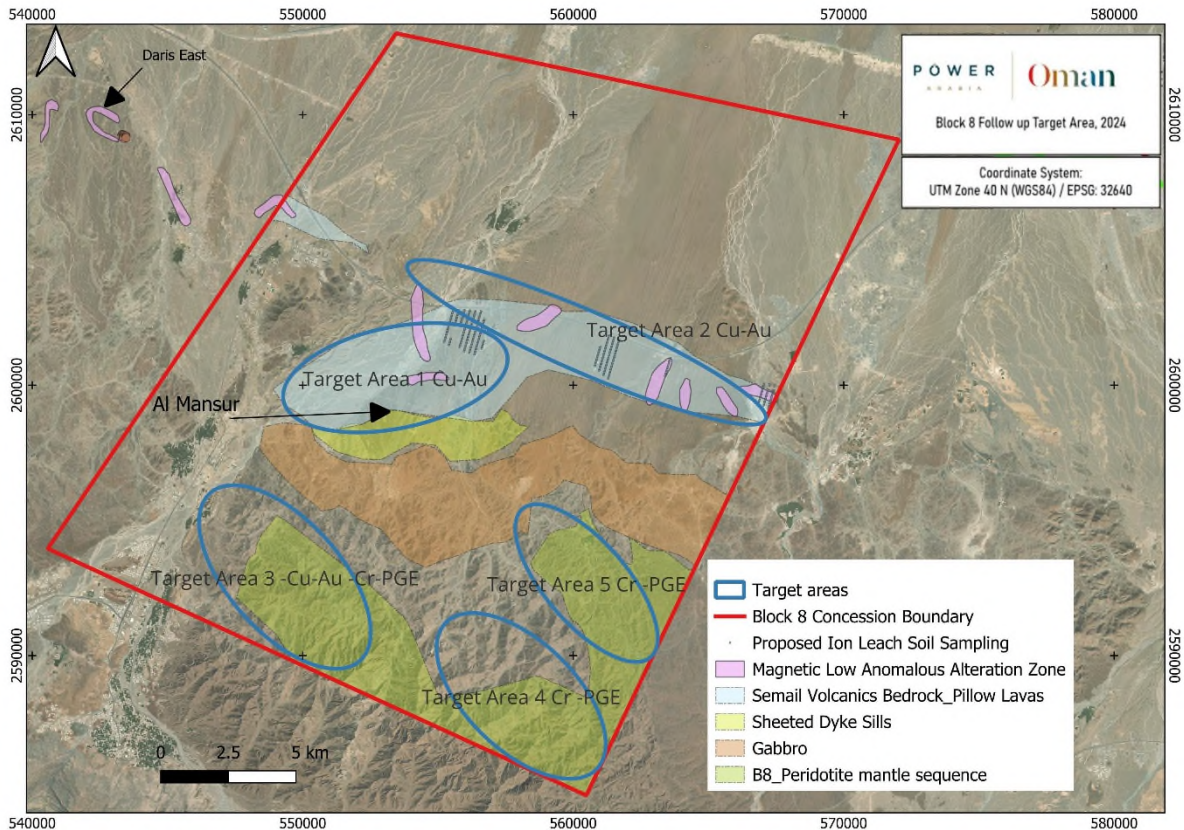 540000 550000 560000 570000 580000
Daris East
POWER
ARABIA
Oman
Block 8 Follow up Target Area, 2024
Coordinate System:
UTM Zone 40 N (WGS84) / EPSG: 32640
2610000 2610000
Target Area 2 Cu-Au
Target Area 1 Cu-Au
2600000 2600000
Al Mansur
Target Area 3 -Cu-Au -Cr-PGE
Target Area 5 Cr -PGE
Target Area 4 Cr -PGE
2590000 2590000
Target areas
Block 8 Concession Boundary
Proposed Ion Leach Soil Sampling
Magnetic Low Anomalous Alteration Zone
Semail Volcanics Bedrock_Pillow Lavas
Sheeted Dyke Sills
Gabbro
B8_Peridotite mantle sequence
0 2.5 5 km
540000 550000 560000 570000 580000